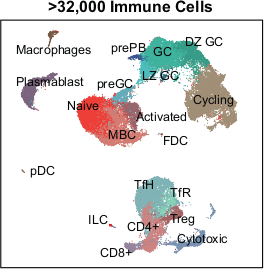 >32,000 Immune Cells
Macrophages
prePB
GC
DZ GC
Plasmablast
preGC
LZ GC
Naive
Cycling
Activated
MBC
FDC
pDC
TfH
TfR
ILC
Treg
CD4+
Cytotoxic
CD8+